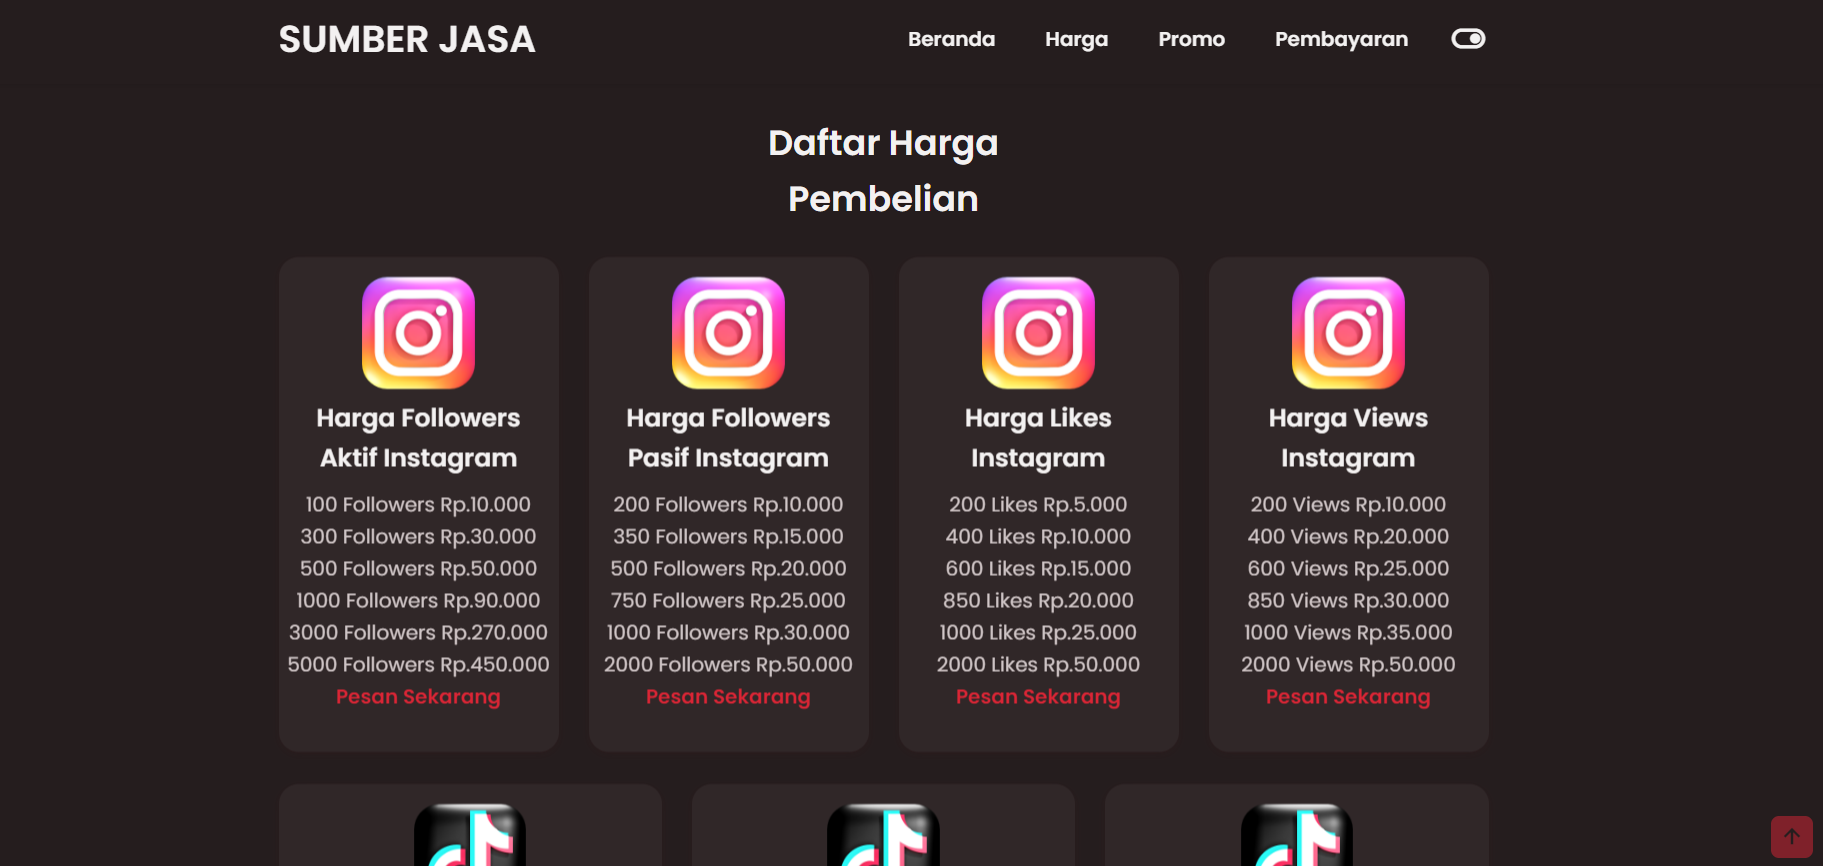 SUMBER JASA
Beranda
Harga
Promo
Pembayaran
Daftar Harga
Pembelian
Harga Followers
Aktif Instagram
100 Followers Rp.10.000
300 Followers Rp.30.000
500 Followers Rp.50.000
1000 Followers Rp.90.000
3000 Followers Rp.270.000
5000 Followers Rp.450.000
Pesan Sekarang
Harga Followers
Pasif Instagram
200 Followers Rp.10.000
350 Followers Rp.15.000
500 Followers Rp.20.000
750 Followers Rp.25.000
1000 Followers Rp.30.000
2000 Followers Rp.50.000
Pesan Sekarang
Harga Likes
Instagram
200 Likes Rp.5.000
400 Likes Rp.10.000
600 Likes Rp.15.000
850 Likes Rp.20.000
1000 Likes Rp.25.000
2000 Likes Rp.50.000
Pesan Sekarang
Harga Views
Instagram
200 Views Rp.10.000
400 Views Rp.20.000
600 Views Rp.25.000
850 Views Rp.30.000
1000 Views Rp.35.000
2000 Views Rp.50.000
Pesan Sekarang